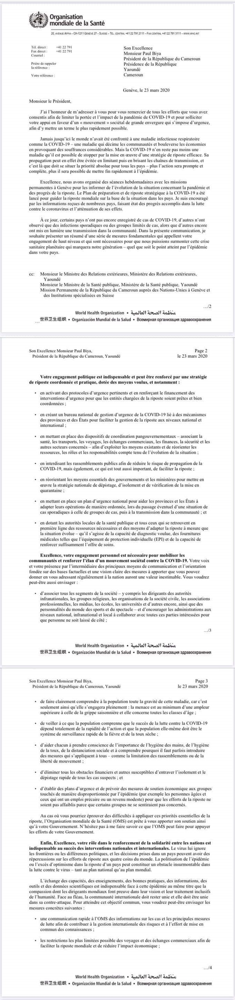 Organisation
mondiale de la Santé
20, AVENUE APPIA – CH-1211 GENÈVE 27 – SUISSE – TÉL. CENTRAL +41 22 791 2111 – FAX CENTRAL +41 22 791 3111 – WWW.WHO.INT
Tél. direct : +41 22 791
Fax direct : +41 22 791
Courriel :
Prière de rappeler
la référence :
Votre référence :
Son Excellence
Monsieur Paul Biya
Président de la République du Cameroun
Présidence de la République
Yaoundé
Cameroun
Genève, le 23 mars 2020
Monsieur le Président,
J’ai l’honneur de m’adresser à vous pour vous remercier de tous les efforts que vous avez
consentis afin de limiter la portée et l’impact de la pandémie de COVID-19 et pour solliciter
votre appui en faveur d’un « mouvement » sociétal de grande envergure qui s’impose d’urgence,
afin d’y mettre un terme le plus rapidement possible.
Jamais jusqu’ici le monde n’avait été confronté à une maladie infectieuse respiratoire
comme la COVID-19 – une maladie qui décime les communautés et bouleverse les économies
en provoquant des souffrances considérables. Mais la COVID-19 n’en reste pas moins une
maladie qu’il est possible de stopper par la mise en œuvre d’une stratégie de riposte efficace. Sa
propagation peut en effet être évitée en limitant puis en brisant les chaînes de transmission, et
c’est là que doit se situer la priorité absolue pour tous les pays – plus l’action sera prompte et
complète, plus il sera possible de mettre fin rapidement à l’épidémie.
Excellence, nous avons organisé des séances hebdomadaires avec les missions
permanentes à Genève pour les informer de l’évolution de la situation concernant la pandémie et
des progrès de la riposte. Le Plan de préparation et de riposte stratégique à la COVID-19 a été
lancé pour guider la riposte mondiale sur la base de la situation dans les pays. Je suis encouragé
par les informations reçues de nombreux pays, faisant état des progrès accomplis dans la lutte
contre le coronavirus et l’atténuation de ses effets.
À ce jour, certains pays n’ont pas encore enregistré de cas de COVID-19, d’autres n’ont
observé que des infections sporadiques ou des groupes limités de cas, alors que d’autres encore
ont mis en lumière une transmission dans la communauté. Dans la présente communication, je
souhaite présenter un résumé d’une série de mesures fondamentales qui appellent votre
engagement de haut niveau et qui sont nécessaires pour que nous puissions surmonter cette crise
sanitaire planétaire qui marquera notre génération – quel que soit le point atteint par l’épidémie
dans votre pays.
cc: Monsieur le Ministre des Relations extérieures, Ministère des Relations extérieures,
Yaoundé
Monsieur le Ministre de la Santé publique, Ministère de la Santé publique, Yaoundé
Mission Permanente de la République du Cameroun auprès des Nations-Unies à Genève et
des Institutions spécialisées en Suisse
…/2
World Health Organization • منظمة الصحة العالمية
… 世界卫生组织 • Organización Mundial de la Salud • Всемирная организация здравоохранения
Son Excellence Monsieur Paul Biya, Page 2
Président de la République du Cameroun, Yaoundé le 23 mars 2020
Votre engagement politique est indispensable et peut être renforcé par une stratégie
de riposte coordonnée et pratique, dotée des moyens voulus, et notamment :
• en activant des protocoles d’urgence pertinents et en renforçant le financement des
interventions d’urgence pour que les entités chargées de la riposte soient prêtes et bien
coordonnées ;
• en créant un bureau national de gestion d’urgence de la COVID-19 lié à des mécanismes
des provinces et des États pour faciliter la gestion de la riposte aux niveaux national et
international ;
• en mettant en place des dispositifs de coordination pangouvernementaux – associant la
santé, les transports, les voyages, les échanges commerciaux, les finances, la sécurité et les
autres secteurs concernés – afin d’exploiter les moyens existants et de réorienter les
ressources, les rôles et les responsabilités compte tenu de l’évolution de la situation ;
• en interdisant les rassemblements publics afin de réduire le risque de propagation de la
COVID-19, mais également, ce qui est tout aussi important, de faciliter la riposte ;
• en réorientant les moyens essentiels des gouvernements et les ministères pour mettre en
œuvre la stratégie nationale de dépistage, d’isolement et de vérification de la mise en
quarantaine ;
• en mettant en place un plan d’urgence national pour aider les provinces et les États à
adapter leurs opérations de manière ordonnée, lors du passage éventuel d’une situation de
cas sporadiques à celle de groupes de cas, puis à la transmission dans la communauté ; et
• en dotant les autorités locales de la santé publique et tous ceux qui se retrouvent en
première ligne des ressources nécessaires et des moyens d’adapter la riposte à mesure que
la situation évolue – qu’il s’agisse de la capacité de diagnostic voulue, des fournitures
médicales telles que l’équipement de protection individuelle (EPI) et de la capacité de
renforcer suffisamment l’offre de soins.
Excellence, votre engagement personnel est nécessaire pour mobiliser les
communautés et renforcer l’élan d’un mouvement sociétal contre la COVID-19. Votre voix
et votre présence par l’intermédiaire des principaux moyens de communication et l’orientation
fondée sur des bases factuelles et une vision claire des mesures à apporter que vous pouvez
donner en vous adressant régulièrement à la nation auront une valeur inestimable. Vous voudrez
peut-être aussi envisager :
• d’associer tous les segments de la société – y compris les dirigeants des autorités
infranationales, les groupes religieux, les organisations de la société civile, les associations
professionnelles, les médias, les écoles, les universités et d’autres encore, ainsi que des
personnalités du monde des sports et du spectacle – et d’encourager les administrations aux
niveaux national, infranational et local à collaborer avec toutes ces parties intéressées pour
que personne ne soit laissé de côté ;
…/3
World Health Organization • منظمة الصحة العالمية
世界卫生组织 • Organización Mundial de la Salud • Всемирная организация здравоохранения
Son Excellence Monsieur Paul Biya, Page 3
Président de la République du Cameroun, Yaoundé le 23 mars 2020
• de faire clairement comprendre à la population toute la gravité de cette maladie, car c’est
seulement ainsi qu’elle s’engagera pleinement : la menace est au minimum d’une ampleur
supérieure à celle de la grippe saisonnière et elle concerne toutes les classes d’âge ;
• de veiller à ce que la population comprenne que le succès de la lutte contre la COVID-19
dépend totalement de la rapidité de l’action et que la population elle-même doit être le
système de surveillance rapide de la fièvre et de la toux sèche ;
• d’aider chacun à prendre conscience de l’importance de l’hygiène des mains, de l’hygiène
de la toux, de la distanciation sociale et à comprendre pourquoi il faut parfois introduire
des mesures qui s’appliquent à tous – comme la limitation des rassemblements ou de la
liberté de mouvement ;
• d’éliminer tous les obstacles financiers et autres susceptibles d’entraver l’isolement et le
dépistage rapide de tous les cas suspects ; et
• d’établir des plans d’urgence et de prévoir des mesures de soutien économique aux groupes
touchés de manière disproportionnée par l’épidémie (par exemple les personnes âgées et
ceux qui ont un emploi précaire ou un revenu modeste) pour que les efforts de la riposte ne
soient pas affaiblis parce que certains groupes ne se sentiraient pas concernés.
Au cas où vous pourriez éprouver des difficultés à appliquer ces priorités essentielles de la
riposte, l’Organisation mondiale de la Santé (OMS) est prête à vous apporter son soutien ainsi
qu’à votre Gouvernement. N’hésitez pas à me faire savoir ce que l’OMS peut faire pour appuyer
les efforts de votre Gouvernement.
Enfin, Excellence, votre rôle dans le renforcement de la solidarité entre les nations est
indispensable au succès des interventions nationales et internationales. Le virus lui ignore
les frontières ou les différences politiques, et les décisions prises dans un pays peuvent avoir des
répercussions sur les efforts de riposte aux quatre coins du monde. La politisation de l’épidémie
ou l’excès d’optimisme dans la riposte d’un pays peut constituer un obstacle insurmontable dans
la lutte contre le virus – tant au plan national qu’au plan mondial.
L’échange des capacités, des enseignements, des bonnes pratiques, des informations, des
outils et des données scientifiques est indispensable face à cette épidémie au même titre que la
compassion dont les dirigeants mondiaux font preuve dans leur vision et leur traitement inclusifs
de l’humanité. Face au fléau, la communauté internationale doit rester unie et elle doit être unie
dans sa contre-attaque. Pour atteindre cet objectif commun, vous voudrez peut-être envisager les
mesures concrètes suivantes :
• une communication rapide à l’OMS des informations sur les cas et les principales mesures
de lutte afin de contribuer à la gestion internationale des risques et à l’effort de mise en
commun des connaissances ;
• les restrictions les plus limitées possible des voyages et des échanges commerciaux afin de
faciliter la riposte mondiale et de réduire l’impact économique ;
…/4
World Health Organization • منظمة الصحة العالمية
世界卫生组织 • Organización Mundial de la Salud • Всемирная организация здравоохранения